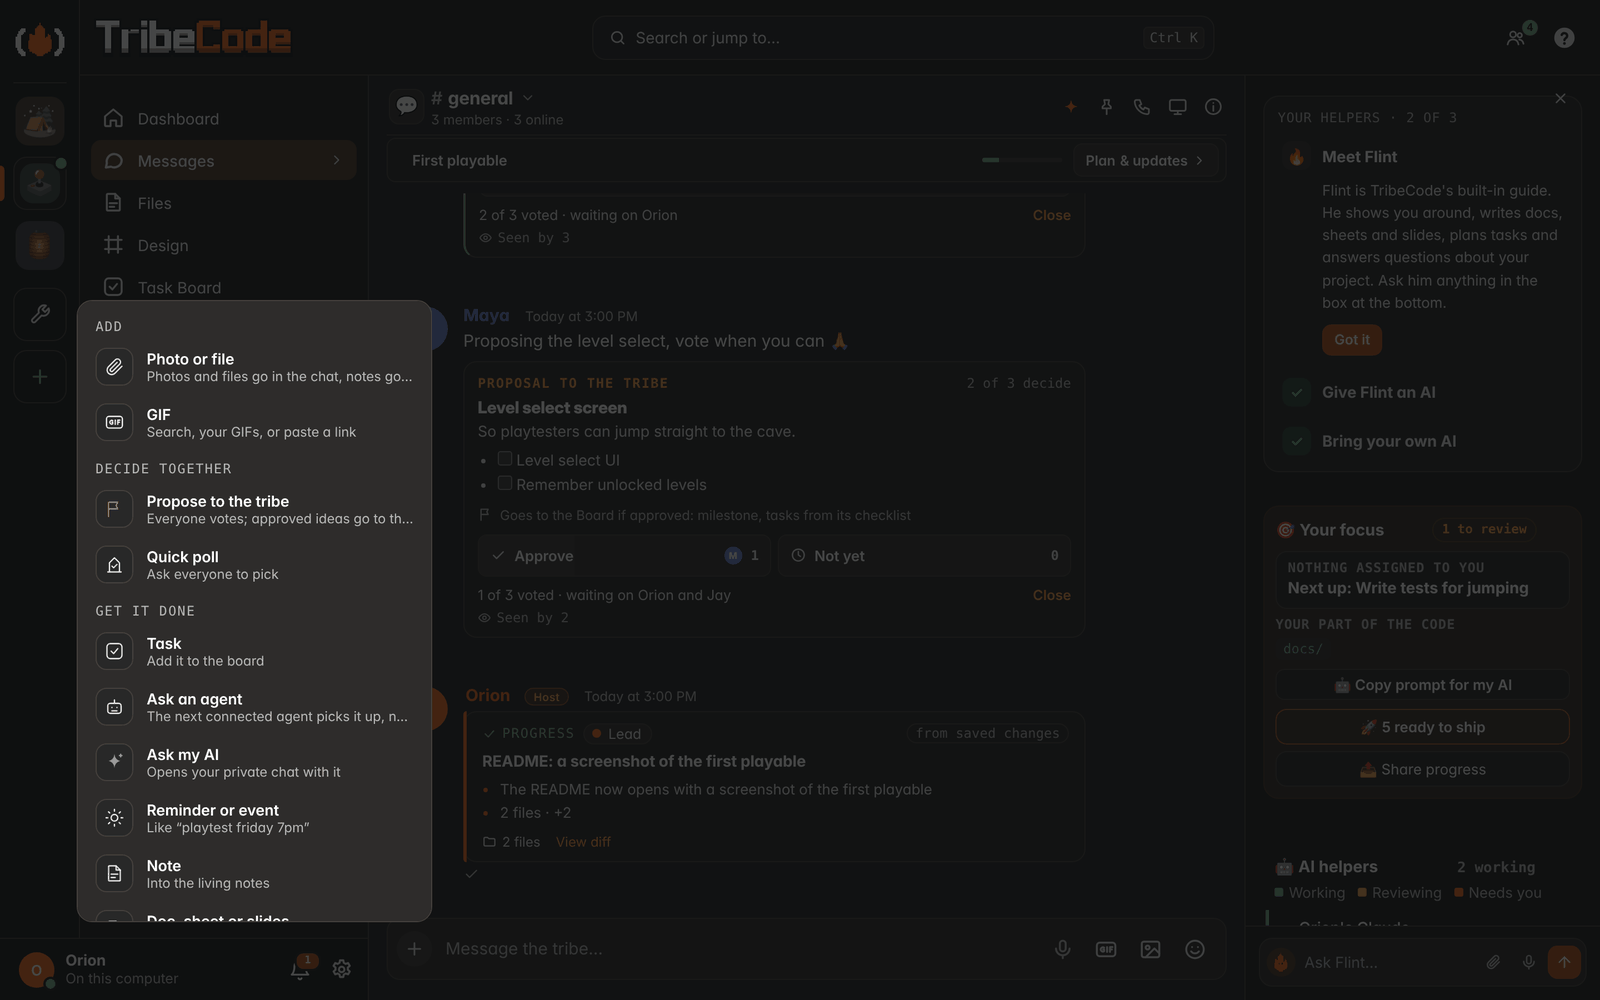 TribeCode
Search or jump to...
Ctrl K
4
?
Dashboard
Messages
Files
Design
Task Board
# general
3 members · 3 online
First playable
Plan & updates
2 of 3 voted · waiting on Orion
Close
Seen by 3
Maya Today at 3:00 PM
Proposing the level select, vote when you can 🙏
PROPOSAL TO THE TRIBE
2 of 3 decide
Level select screen
So playtesters can jump straight to the cave.
• Level select UI
• Remember unlocked levels
Goes to the Board if approved: milestone, tasks from its checklist
Approve M 1
Not yet 0
1 of 3 voted · waiting on Orion and Jay
Close
Seen by 2
Orion Host Today at 3:00 PM
PROGRESS Lead
from saved changes
README: a screenshot of the first playable
• The README now opens with a screenshot of the first playable
• 2 files · +2
2 files View diff
Message the tribe...
GIF
ADD
Photo or file
Photos and files go in the chat, notes go...
GIF
GIF
Search, your GIFs, or paste a link
DECIDE TOGETHER
Propose to the tribe
Everyone votes; approved ideas go to th...
Quick poll
Ask everyone to pick
GET IT DONE
Task
Add it to the board
Ask an agent
The next connected agent picks it up, n...
Ask my AI
Opens your private chat with it
Reminder or event
Like “playtest friday 7pm”
Note
Into the living notes
Doc, sheet or slides
O
Orion
On this computer
1
YOUR HELPERS · 2 OF 3
Meet Flint
Flint is TribeCode's built-in guide.
He shows you around, writes docs,
sheets and slides, plans tasks and
answers questions about your
project. Ask him anything in the
box at the bottom.
Got it
Give Flint an AI
Bring your own AI
Your focus
1 to review
NOTHING ASSIGNED TO YOU
Next up: Write tests for jumping
YOUR PART OF THE CODE
docs/
Copy prompt for my AI
5 ready to ship
Share progress
AI helpers
2 working
Working Reviewing Needs you
Orion's Claude
Ask Flint...